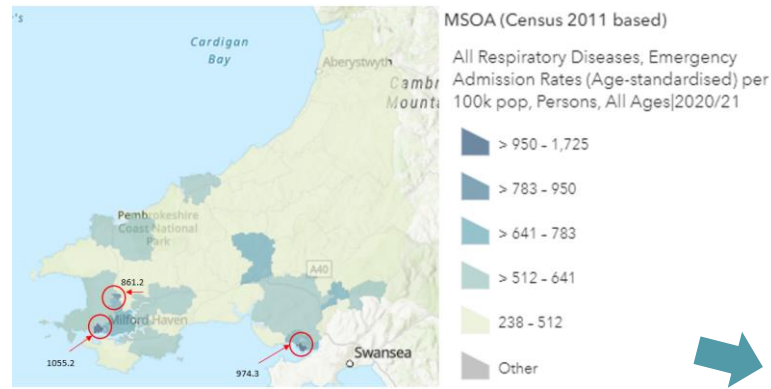 's
Cardigan
Bay
Aberystwyth
Cambr
Mounta
Pembrokeshire
Coast National
Park
A40
861.2
Milford Haven
1055.2
974.3
Swansea
MSOA (Census 2011 based)
All Respiratory Diseases, Emergency
Admission Rates (Age-standardised) per
100k pop, Persons, All Ages|2020/21
> 950 - 1,725
> 783 - 950
> 641 - 783
> 512 - 641
238 - 512
Other